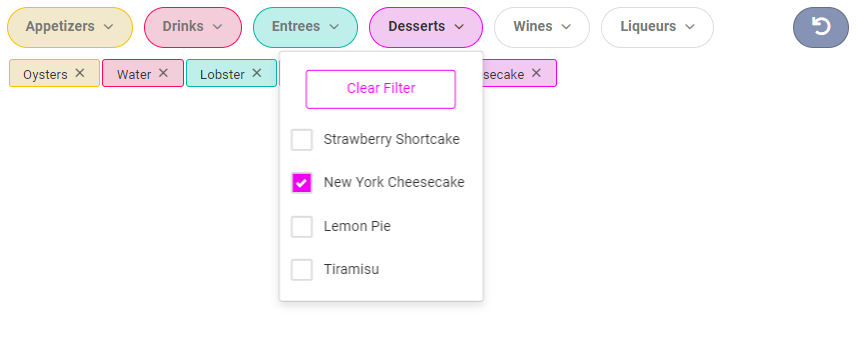 Appetizers Drinks Entrees Desserts Wines Liqueurs
Oysters Water Lobster secake
Clear Filter
Strawberry Shortcake
New York Cheesecake
Lemon Pie
Tiramisu